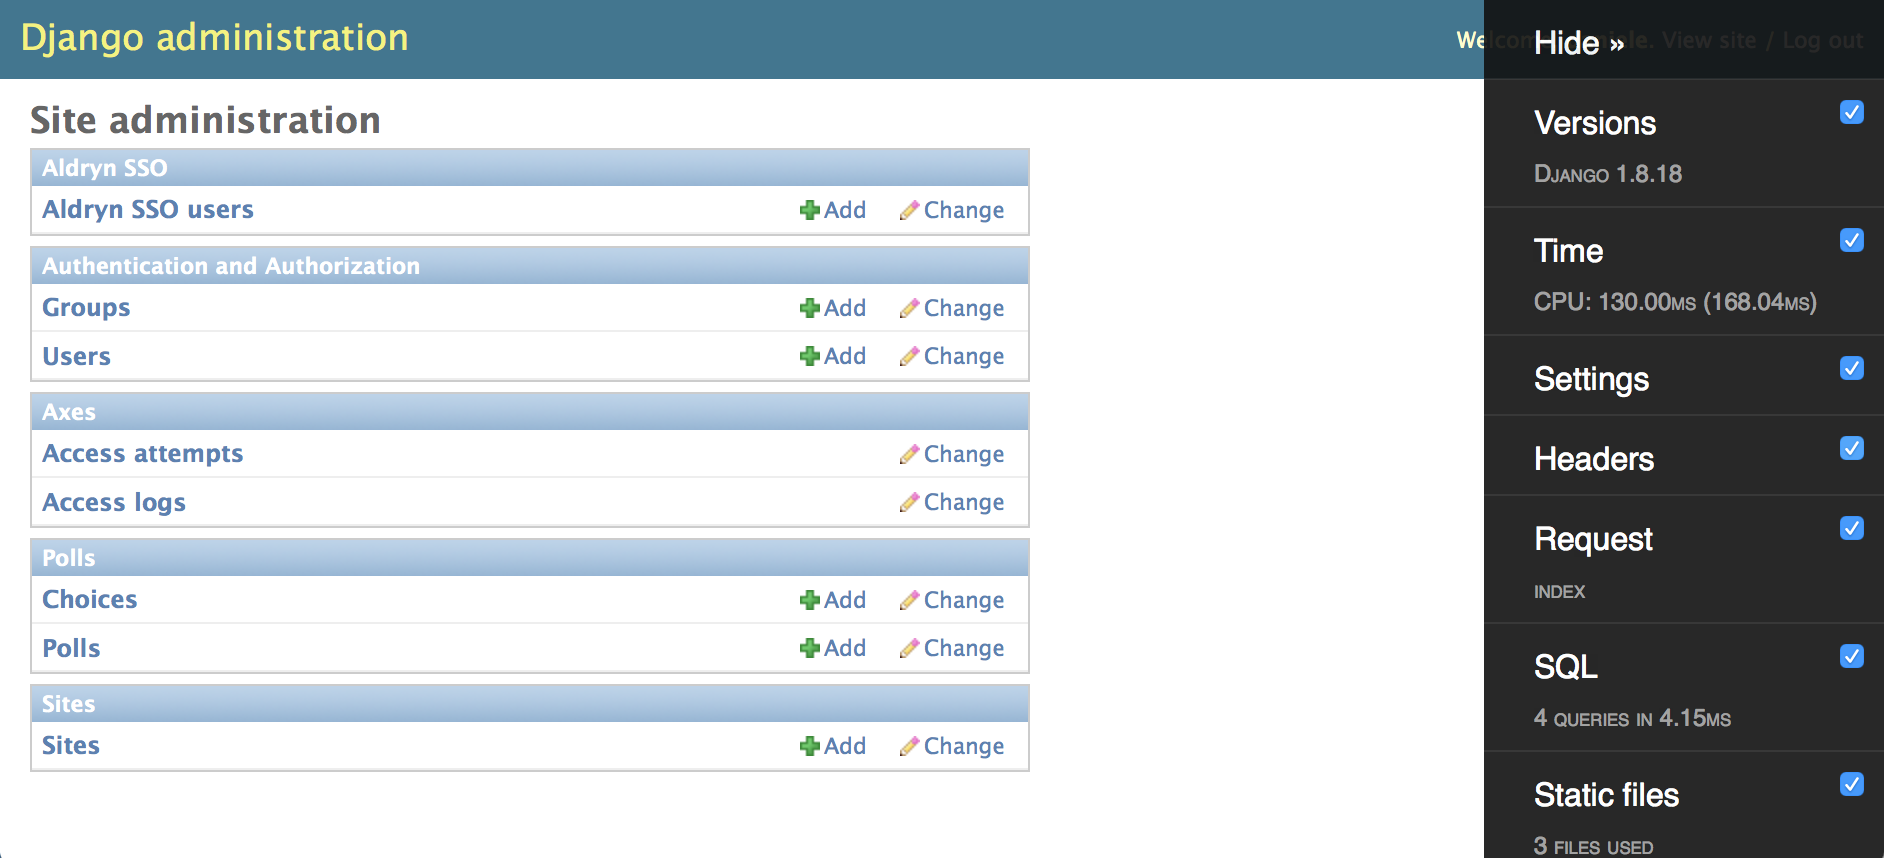 Django administration
Hide »
View site / Log out
Site administration
Aldryn SSO
Aldryn SSO users Add Change
Authentication and Authorization
Groups Add Change
Users Add Change
Axes
Access attempts Change
Access logs Change
Polls
Choices Add Change
Polls Add Change
Sites
Sites Add Change
Versions
Django 1.8.18
Time
CPU: 130.00ms (168.04ms)
Settings
Headers
Request
index
SQL
4 queries in 4.15ms
Static files
3 files used